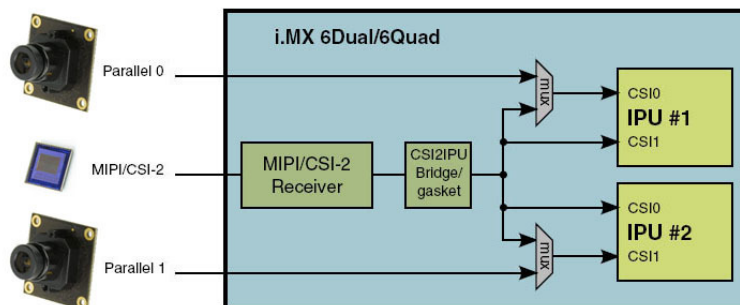 i.MX 6Dual/6Quad
Parallel 0
mux
CSI0
IPU #1
CSI1
MIPI/CSI-2
MIPI/CSI-2
Receiver
CSI2IPU
Bridge/
gasket
CSI0
IPU #2
CSI1
mux
Parallel 1